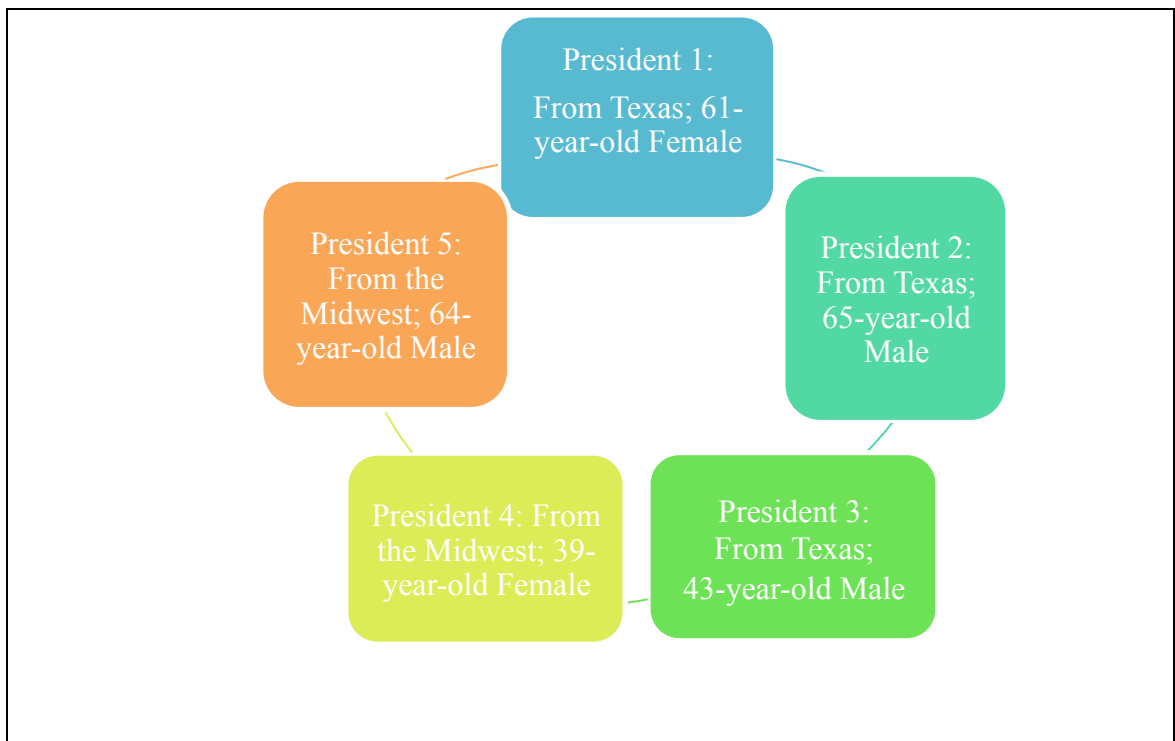 President 1:
From Texas; 61-
year-old Female
President 2:
From Texas;
65-year-old
Male
President 3:
From Texas;
43-year-old Male
President 4: From
the Midwest; 39-
year-old Female
President 5:
From the
Midwest; 64-
year-old Male